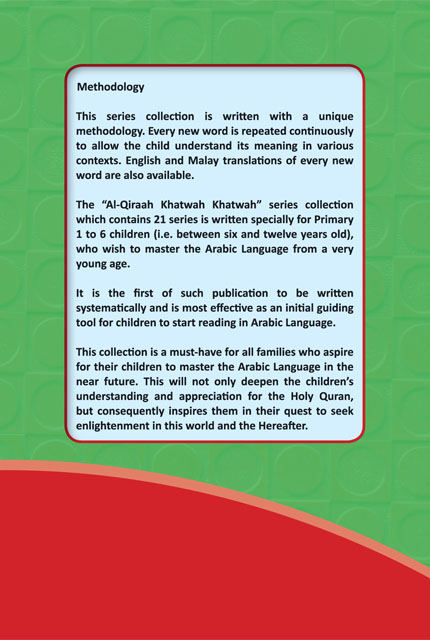 Methodology
This series collection is written with a unique
methodology. Every new word is repeated continuously
to allow the child understand its meaning in various
contexts. English and Malay translations of every new
word are also available.
The “Al-Qiraah Khatwah Khatwah” series collection
which contains 21 series is written specially for Primary
1 to 6 children (i.e. between six and twelve years old),
who wish to master the Arabic Language from a very
young age.
It is the first of such publication to be written
systematically and is most effective as an initial guiding
tool for children to start reading in Arabic Language.
This collection is a must-have for all families who aspire
for their children to master the Arabic Language in the
near future. This will not only deepen the children’s
understanding and appreciation for the Holy Quran,
but consequently inspires them in their quest to seek
enlightenment in this world and the Hereafter.